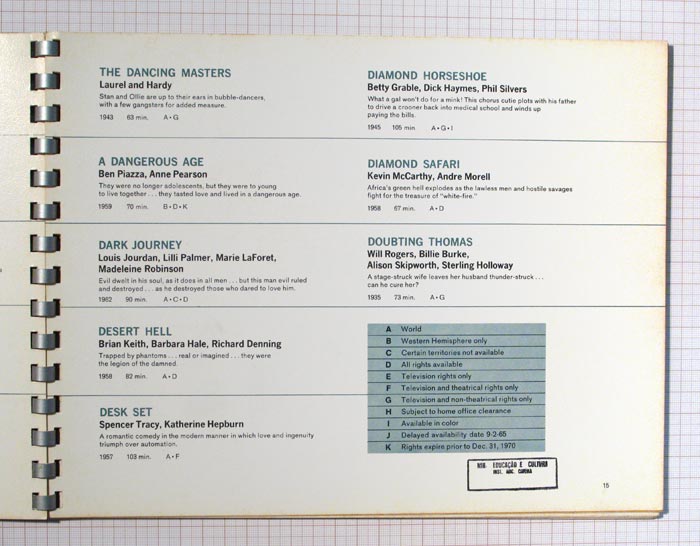 THE DANCING MASTERS
Laurel and Hardy
Stan and Ollie are up to their ears in bubble-dancers,
with a few gangsters for added measure.
1943 63 min. A•G
A DANGEROUS AGE
Ben Piazza, Anne Pearson
They were no longer adolescents, but they were to young
to live together . . . they tasted love and lived in a dangerous age.
1959 70 min. B•D•K
DARK JOURNEY
Louis Jourdan, Lilli Palmer, Marie LaForet,
Madeleine Robinson
Evil dwelt in his soul, as it does in all men . . . but this man evil ruled
and destroyed . . . as he destroyed those who dared to love him.
1962 90 min. A•C•D
DESERT HELL
Brian Keith, Barbara Hale, Richard Denning
Trapped by phantoms . . . real or imagined . . . they were
the legion of the damned.
1958 82 min. A•D
DESK SET
Spencer Tracy, Katherine Hepburn
A romantic comedy in the modern manner in which love and ingenuity
triumph over automation.
1957 103 min. A•F
DIAMOND HORSESHOE
Betty Grable, Dick Haymes, Phil Silvers
What a gal won't do for a mink! This chorus cutie plots with his father
to drive a crooner back into medical school and winds up
paying the bills.
1945 105 min. A•G•I
DIAMOND SAFARI
Kevin McCarthy, Andre Morell
Africa's green hell explodes as the lawless men and hostile savages
fight for the treasure of "white-fire."
1958 67 min. A•D
DOUBTING THOMAS
Will Rogers, Billie Burke,
Alison Skipworth, Sterling Holloway
A stage-struck wife leaves her husband thunder-struck . . .
can he cure her?
1935 73 min. A•G
A World
B Western Hemisphere only
C Certain territories not available
D All rights available
E Television rights only
F Television and theatrical rights only
G Television and non-theatrical rights only
H Subject to home office clearance
I Available in color
J Delayed availability date 9-2-65
K Rights expire prior to Dec. 31, 1970
EDUCAÇÃO E CULTURA
INST. NAC. CINEMA
15